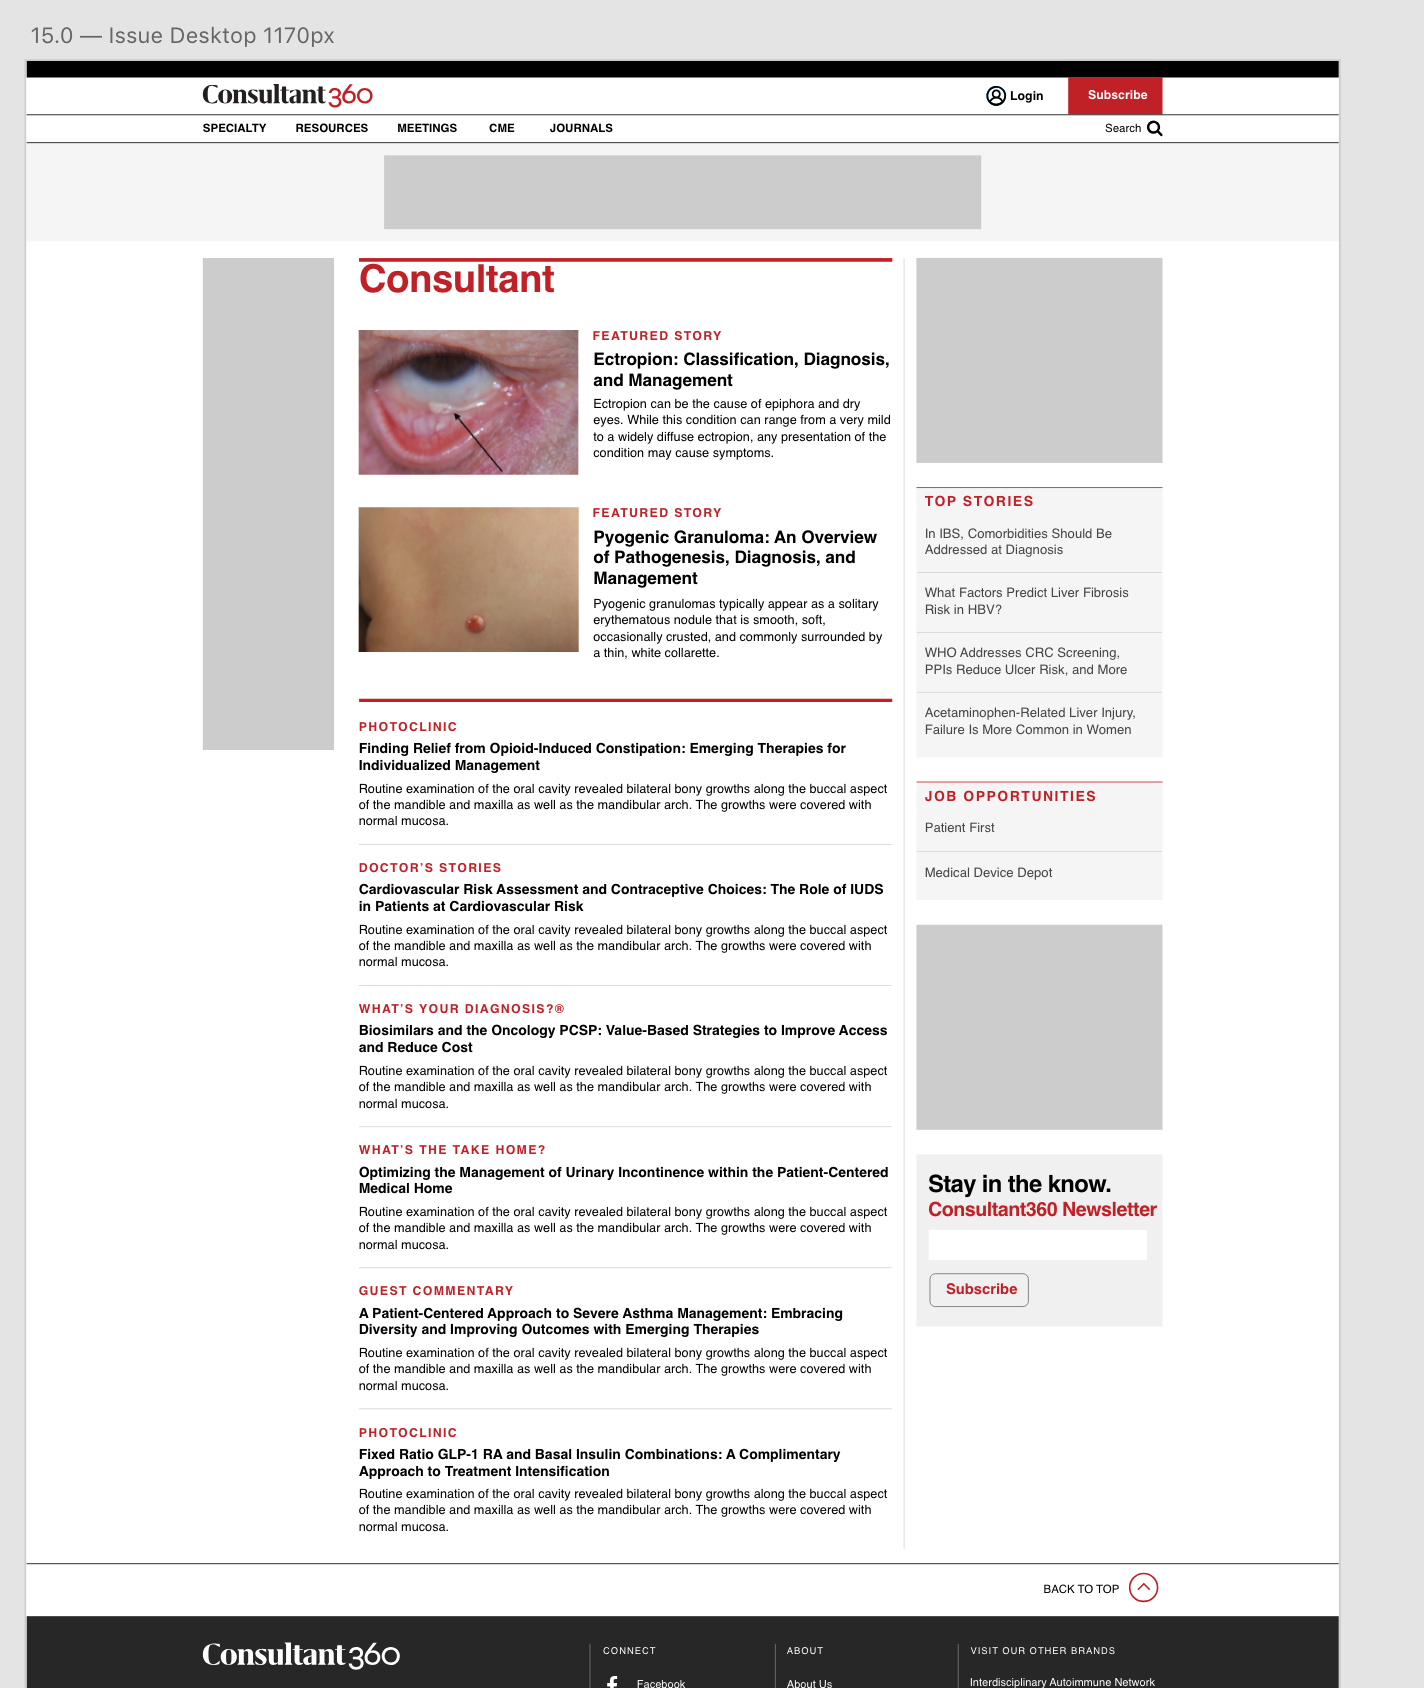 15.0 — Issue Desktop 1170px
Consultant360
Login
Subscribe
SPECIALTY
RESOURCES
MEETINGS
CME
JOURNALS
Search
Consultant
FEATURED STORY
Ectropion: Classification, Diagnosis,
and Management
Ectropion can be the cause of epiphora and dry
eyes. While this condition can range from a very mild
to a widely diffuse ectropion, any presentation of the
condition may cause symptoms.
FEATURED STORY
Pyogenic Granuloma: An Overview
of Pathogenesis, Diagnosis, and
Management
Pyogenic granulomas typically appear as a solitary
erythematous nodule that is smooth, soft,
occasionally crusted, and commonly surrounded by
a thin, white collarette.
PHOTOCLINIC
Finding Relief from Opioid-Induced Constipation: Emerging Therapies for
Individualized Management
Routine examination of the oral cavity revealed bilateral bony growths along the buccal aspect
of the mandible and maxilla as well as the mandibular arch. The growths were covered with
normal mucosa.
DOCTOR'S STORIES
Cardiovascular Risk Assessment and Contraceptive Choices: The Role of IUDS
in Patients at Cardiovascular Risk
Routine examination of the oral cavity revealed bilateral bony growths along the buccal aspect
of the mandible and maxilla as well as the mandibular arch. The growths were covered with
normal mucosa.
WHAT'S YOUR DIAGNOSIS?®
Biosimilars and the Oncology PCSP: Value-Based Strategies to Improve Access
and Reduce Cost
Routine examination of the oral cavity revealed bilateral bony growths along the buccal aspect
of the mandible and maxilla as well as the mandibular arch. The growths were covered with
normal mucosa.
WHAT'S THE TAKE HOME?
Optimizing the Management of Urinary Incontinence within the Patient-Centered
Medical Home
Routine examination of the oral cavity revealed bilateral bony growths along the buccal aspect
of the mandible and maxilla as well as the mandibular arch. The growths were covered with
normal mucosa.
GUEST COMMENTARY
A Patient-Centered Approach to Severe Asthma Management: Embracing
Diversity and Improving Outcomes with Emerging Therapies
Routine examination of the oral cavity revealed bilateral bony growths along the buccal aspect
of the mandible and maxilla as well as the mandibular arch. The growths were covered with
normal mucosa.
PHOTOCLINIC
Fixed Ratio GLP-1 RA and Basal Insulin Combinations: A Complimentary
Approach to Treatment Intensification
Routine examination of the oral cavity revealed bilateral bony growths along the buccal aspect
of the mandible and maxilla as well as the mandibular arch. The growths were covered with
normal mucosa.
TOP STORIES
In IBS, Comorbidities Should Be
Addressed at Diagnosis
What Factors Predict Liver Fibrosis
Risk in HBV?
WHO Addresses CRC Screening,
PPIs Reduce Ulcer Risk, and More
Acetaminophen-Related Liver Injury,
Failure Is More Common in Women
JOB OPPORTUNITIES
Patient First
Medical Device Depot
Stay in the know.
Consultant360 Newsletter
Subscribe
BACK TO TOP
Consultant360
CONNECT
Facebook
ABOUT
About Us
VISIT OUR OTHER BRANDS
Interdisciplinary Autoimmune Network